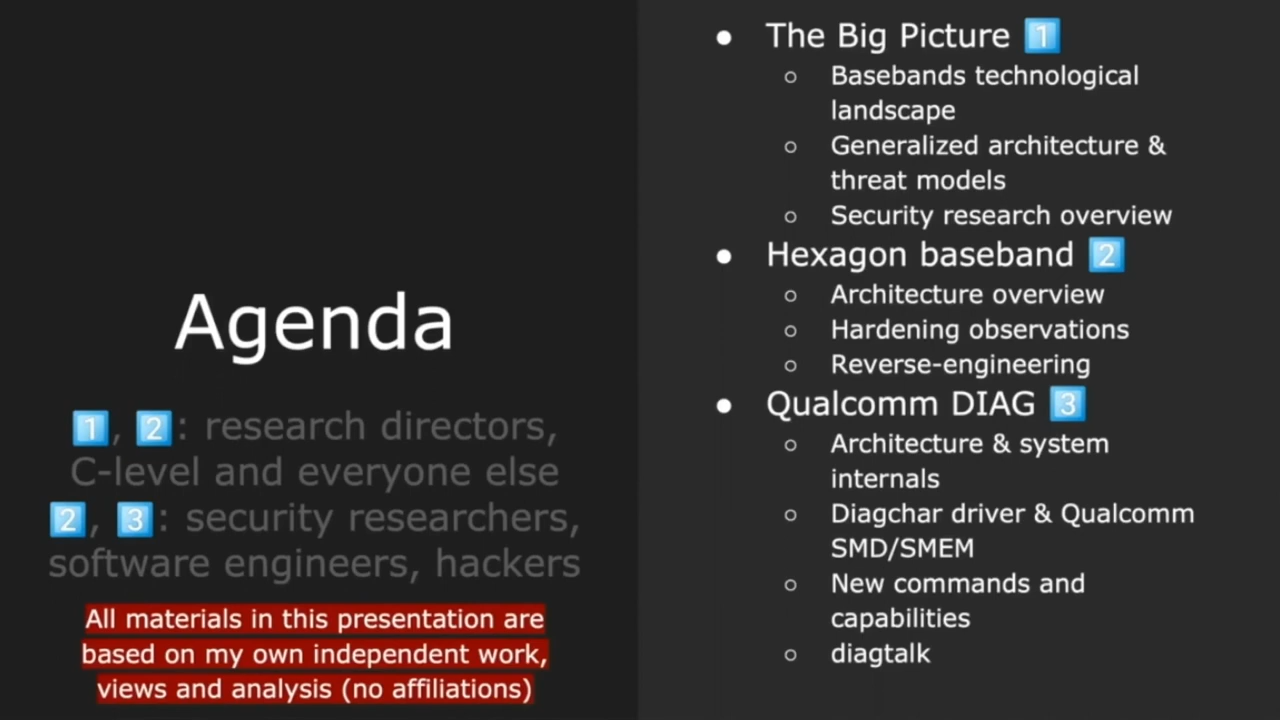 Agenda
1️⃣, 2️⃣: research directors,
C-level and everyone else
2️⃣, 3️⃣: security researchers,
software engineers, hackers
All materials in this presentation are
based on my own independent work,
views and analysis (no affiliations)
● The Big Picture 1️⃣
○ Basebands technological
landscape
○ Generalized architecture &
threat models
○ Security research overview
● Hexagon baseband 2️⃣
○ Architecture overview
○ Hardening observations
○ Reverse-engineering
● Qualcomm DIAG 3️⃣
○ Architecture & system
internals
○ Diagchar driver & Qualcomm
SMD/SMEM
○ New commands and
capabilities
○ diagtalk